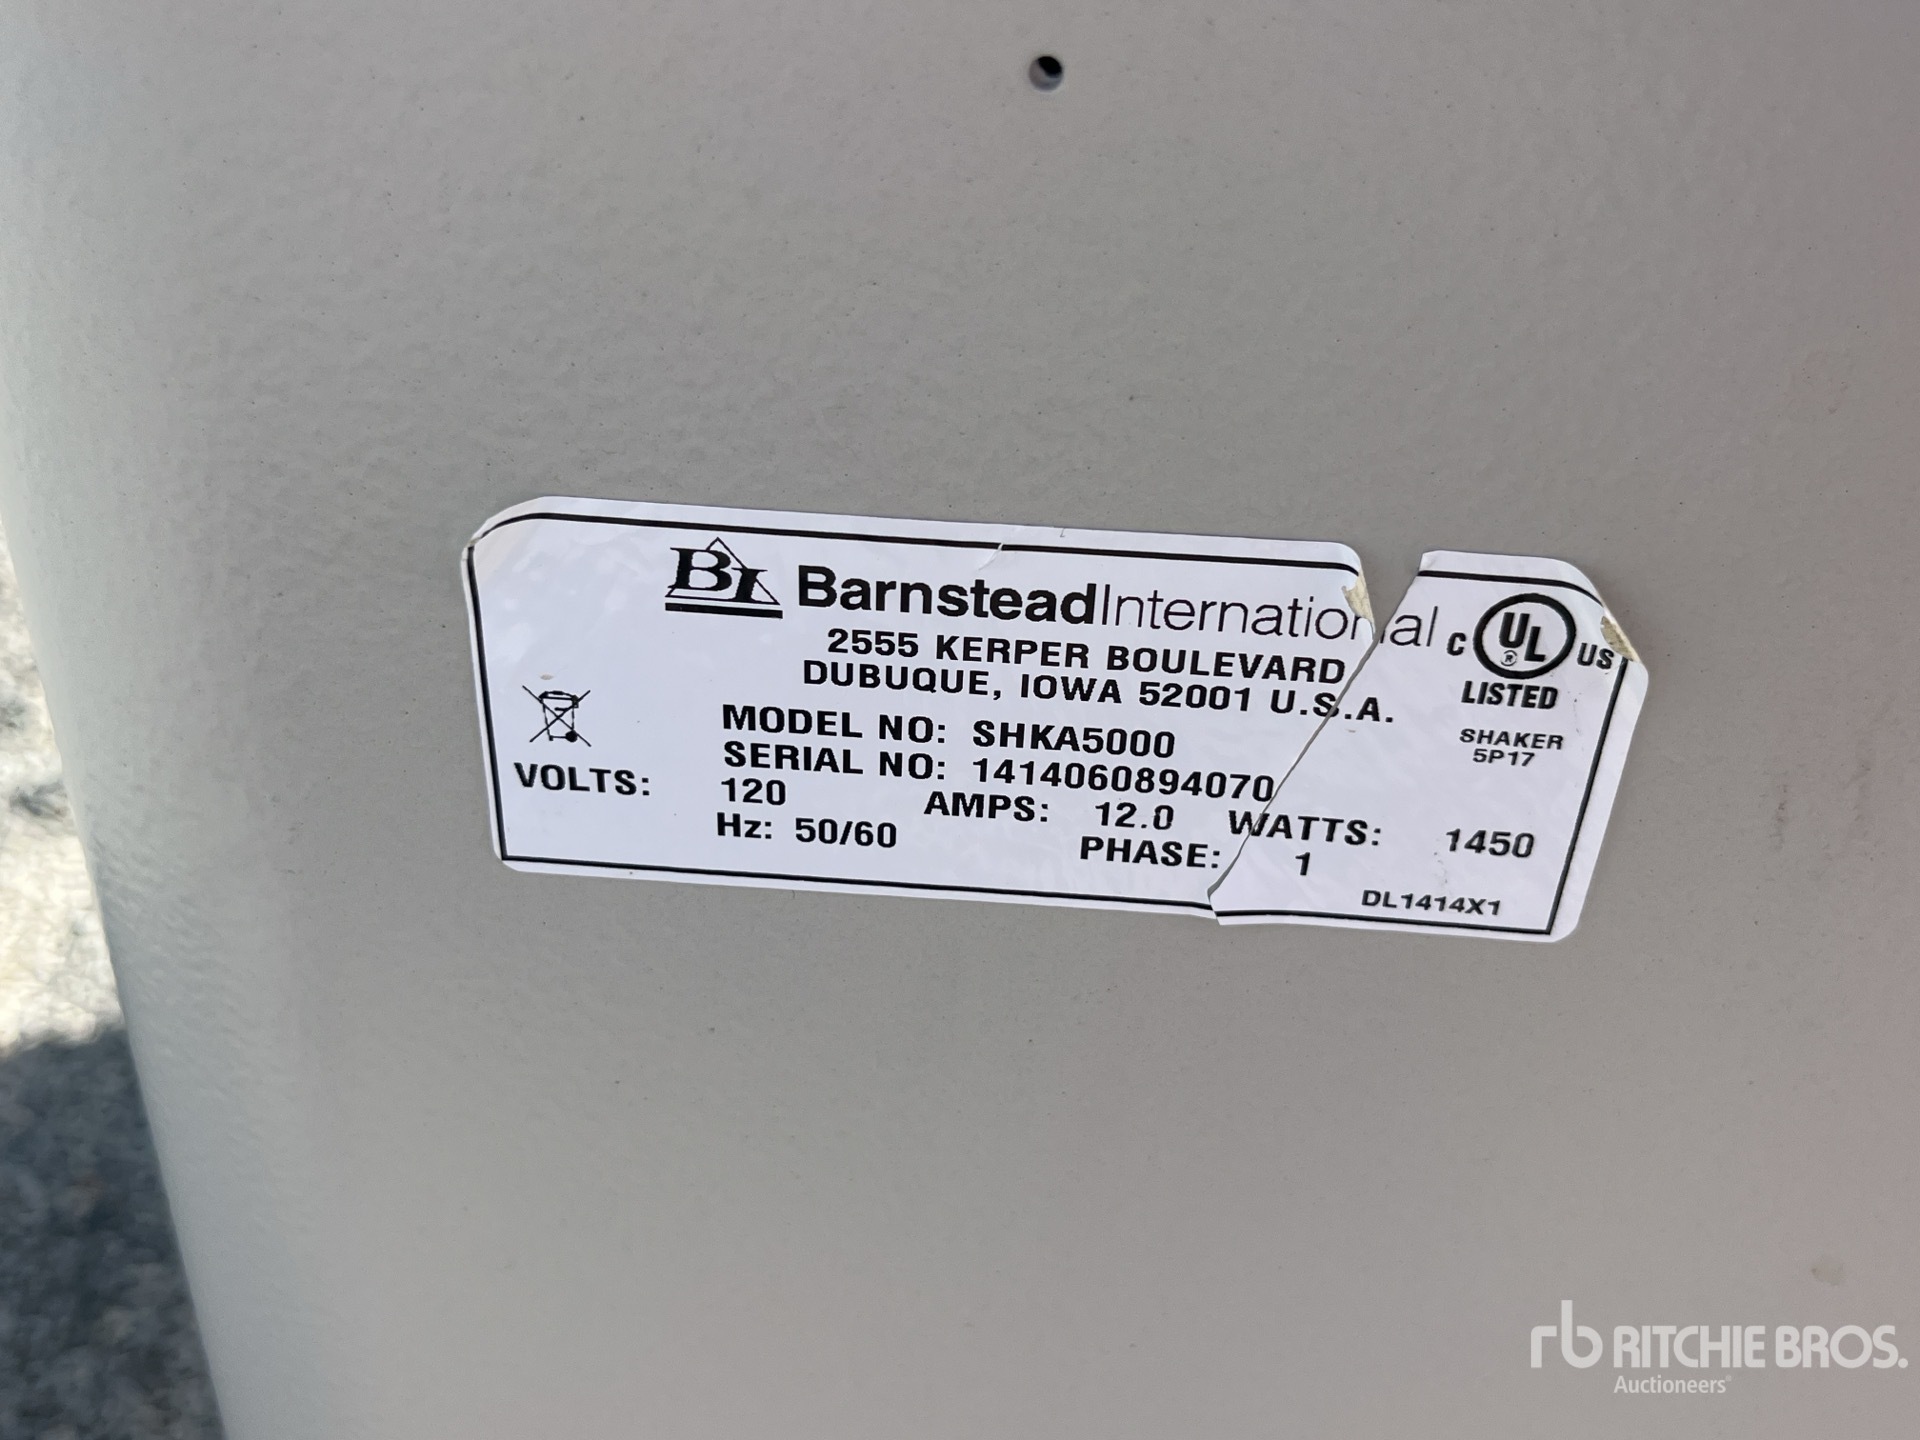 BI BarnsteadInternational
2555 KERPER BOULEVARD
DUBUQUE, IOWA 52001 U.S.A.
C UL ® US
LISTED
SHAKER
5P17
MODEL NO: SHKA5000
SERIAL NO: 1414060894070
VOLTS: 120 AMPS: 12.0 WATTS: 1450
Hz: 50/60 PHASE: 1
DL1414X1
rb RITCHIE BROS.
Auctioneers